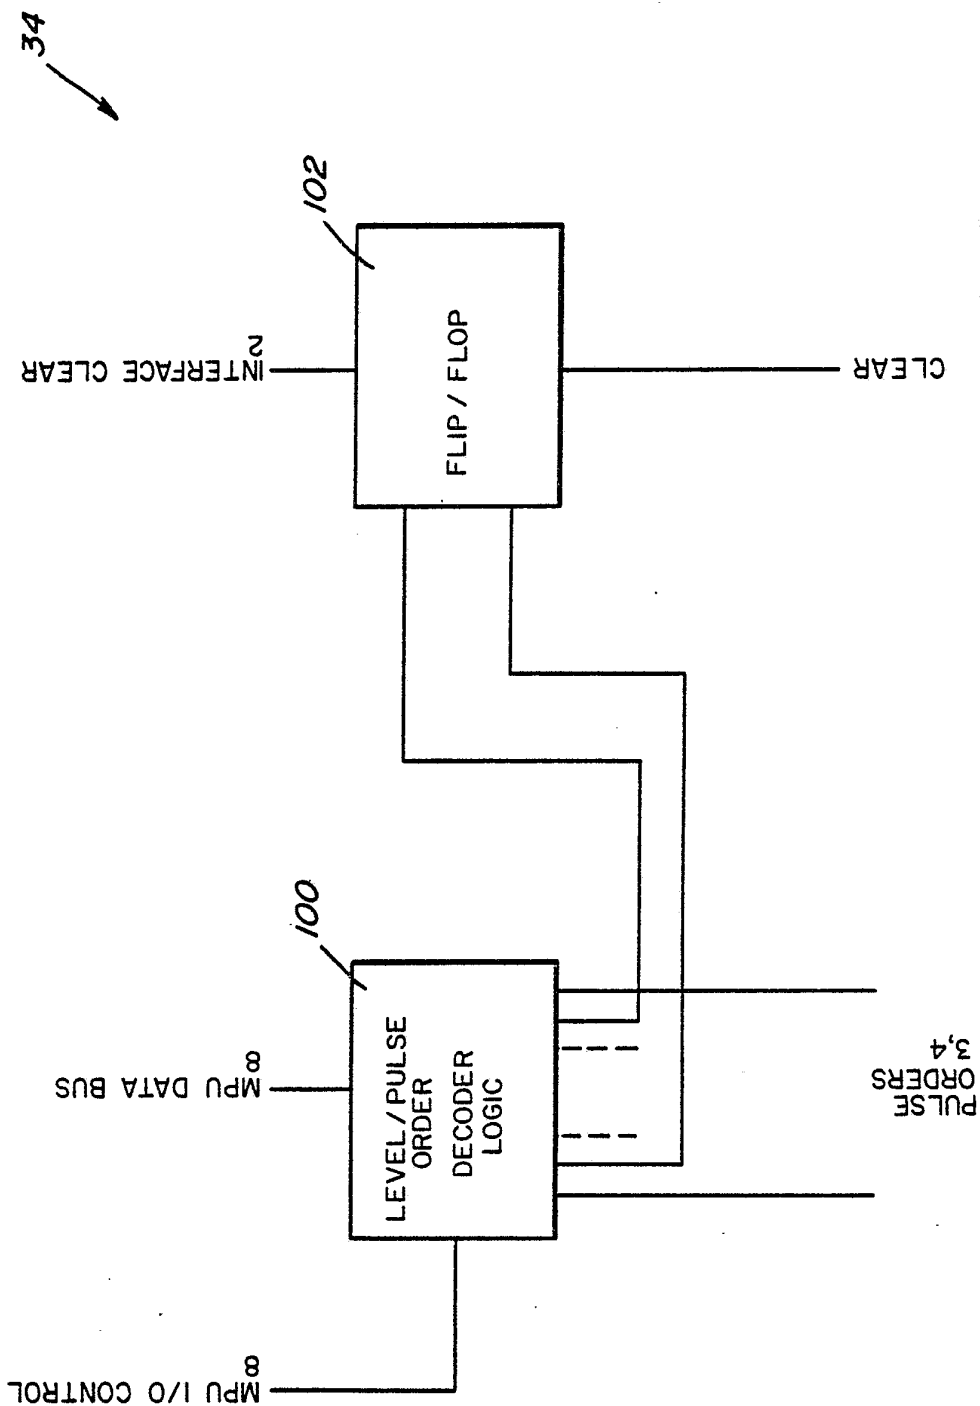 34
102
100
INTERFACE CLEAR 2
FLIP / FLOP
CLEAR
MPU DATA BUS 8
LEVEL / PULSE
ORDER
DECODER
LOGIC
PULSE
ORDERS
3,4
MPU I/O CONTROL 8